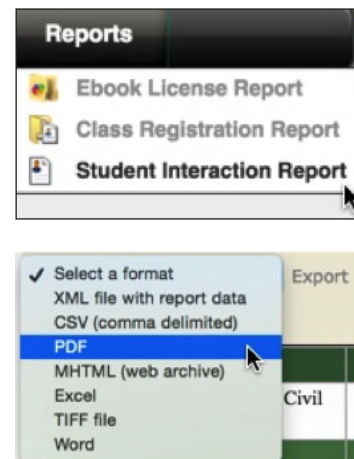 Reports
Ebook License Report
Class Registration Report
Student Interaction Report
✓ Select a format
Export
XML file with report data
CSV (comma delimited)
PDF
MHTML (web archive)
Excel
Civil
TIFF file
Word